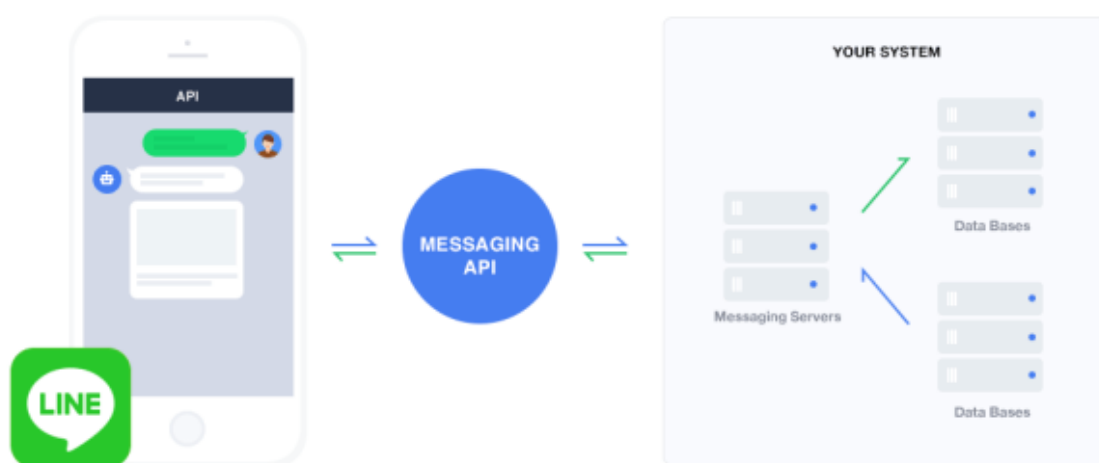 API
LINE
MESSAGING
API
YOUR SYSTEM
Messaging Servers
Data Bases
Data Bases